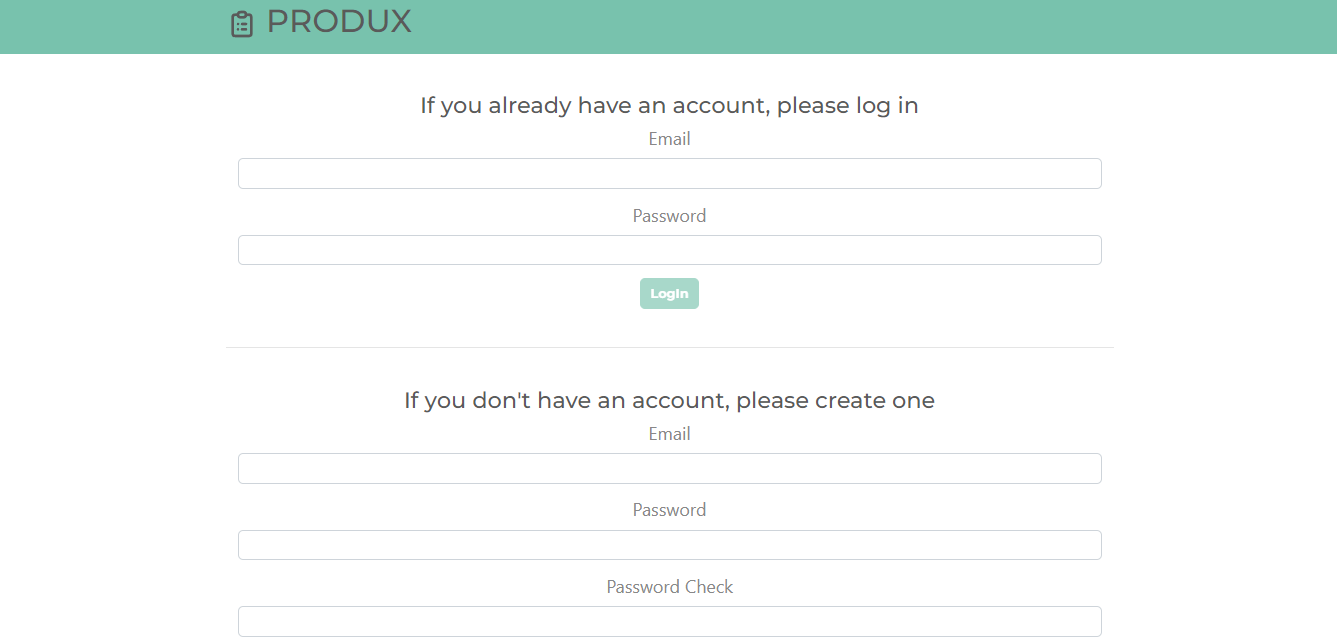 PRODUX
If you already have an account, please log in
Email
Password
LogIn
If you don't have an account, please create one
Email
Password
Password Check